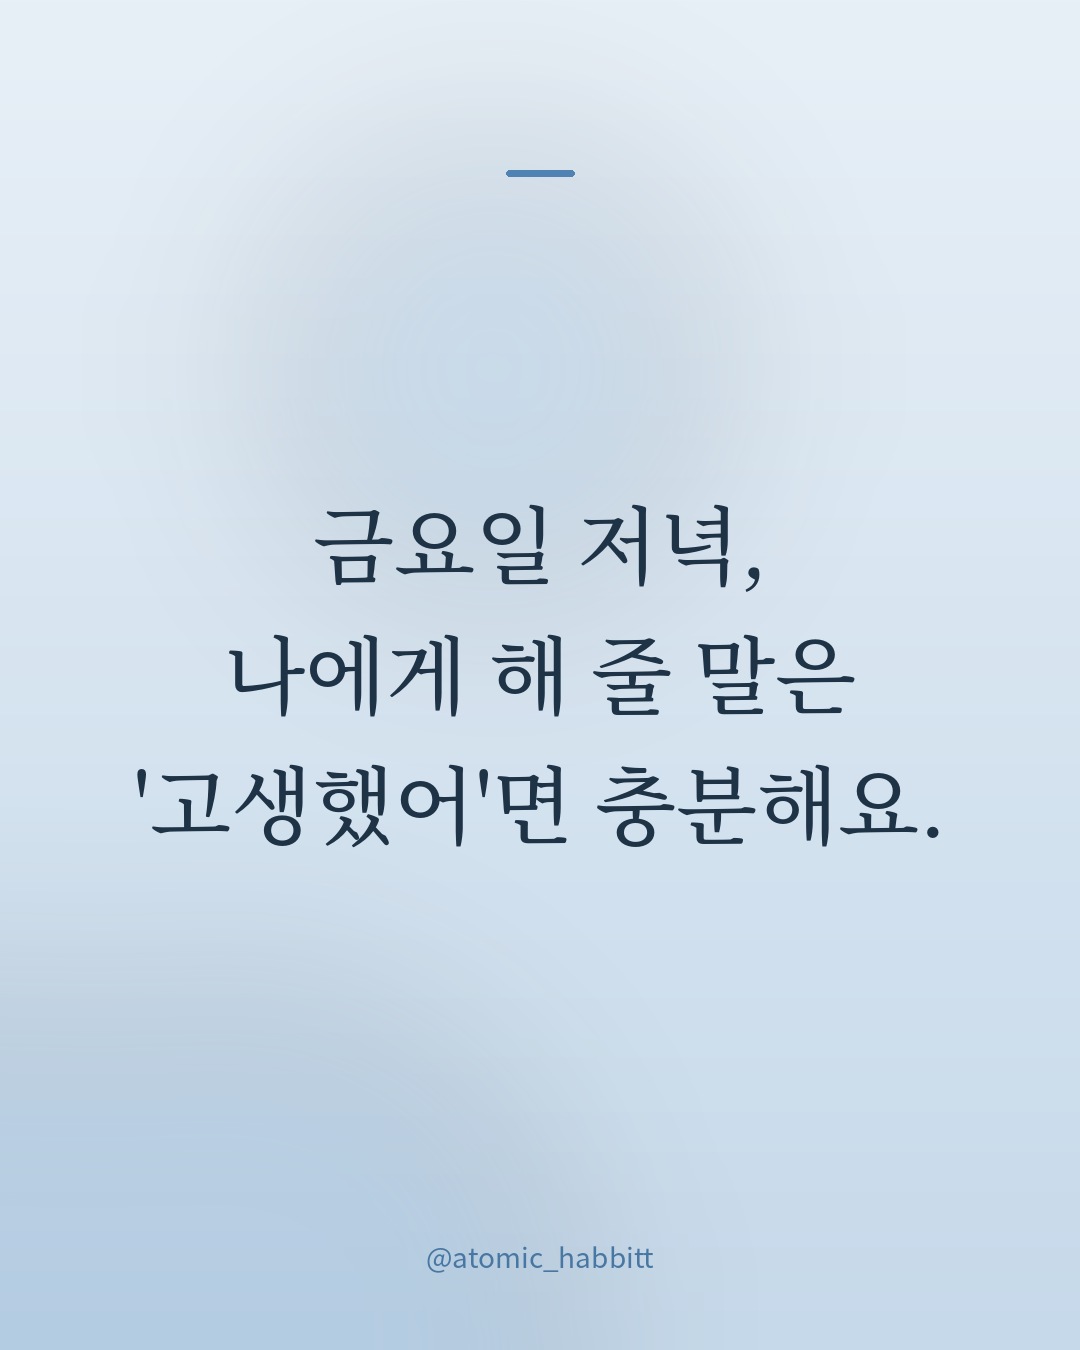 금요일 저녁,
나에게 해 줄 말은
'고생했어'면 충분해요.
@atomic_habbitt